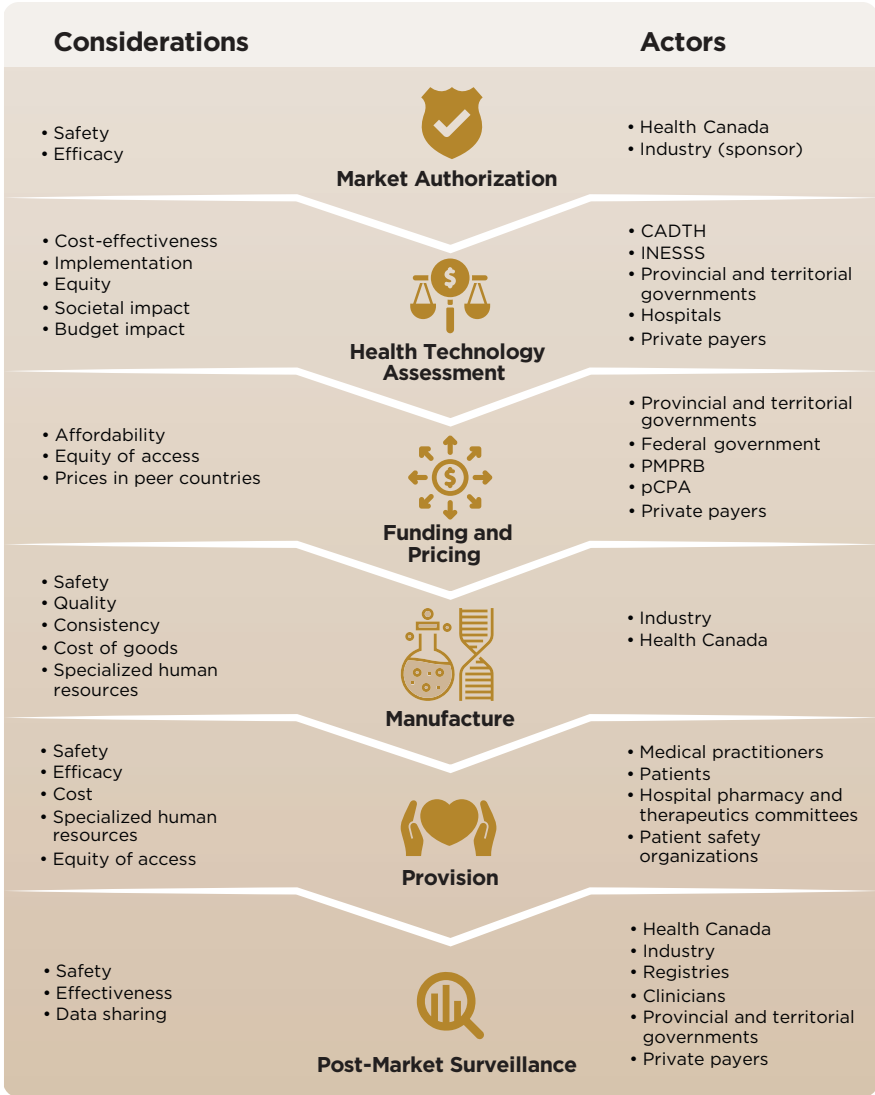 Considerations
Actors
• Safety
• Efficacy
Market Authorization
• Health Canada
• Industry (sponsor)
• Cost-effectiveness
• Implementation
• Equity
• Societal impact
• Budget impact
Health Technology
Assessment
• CADTH
• INESSS
• Provincial and territorial
governments
• Hospitals
• Private payers
• Affordability
• Equity of access
• Prices in peer countries
Funding and
Pricing
• Provincial and territorial
governments
• Federal government
• PMPRB
• pCPA
• Private payers
• Safety
• Quality
• Consistency
• Cost of goods
• Specialized human
resources
Manufacture
• Industry
• Health Canada
• Safety
• Efficacy
• Cost
• Specialized human
resources
• Equity of access
Provision
• Medical practitioners
• Patients
• Hospital pharmacy and
therapeutics committees
• Patient safety
organizations
• Safety
• Effectiveness
• Data sharing
Post-Market Surveillance
• Health Canada
• Industry
• Registries
• Clinicians
• Provincial and territorial
governments
• Private payers